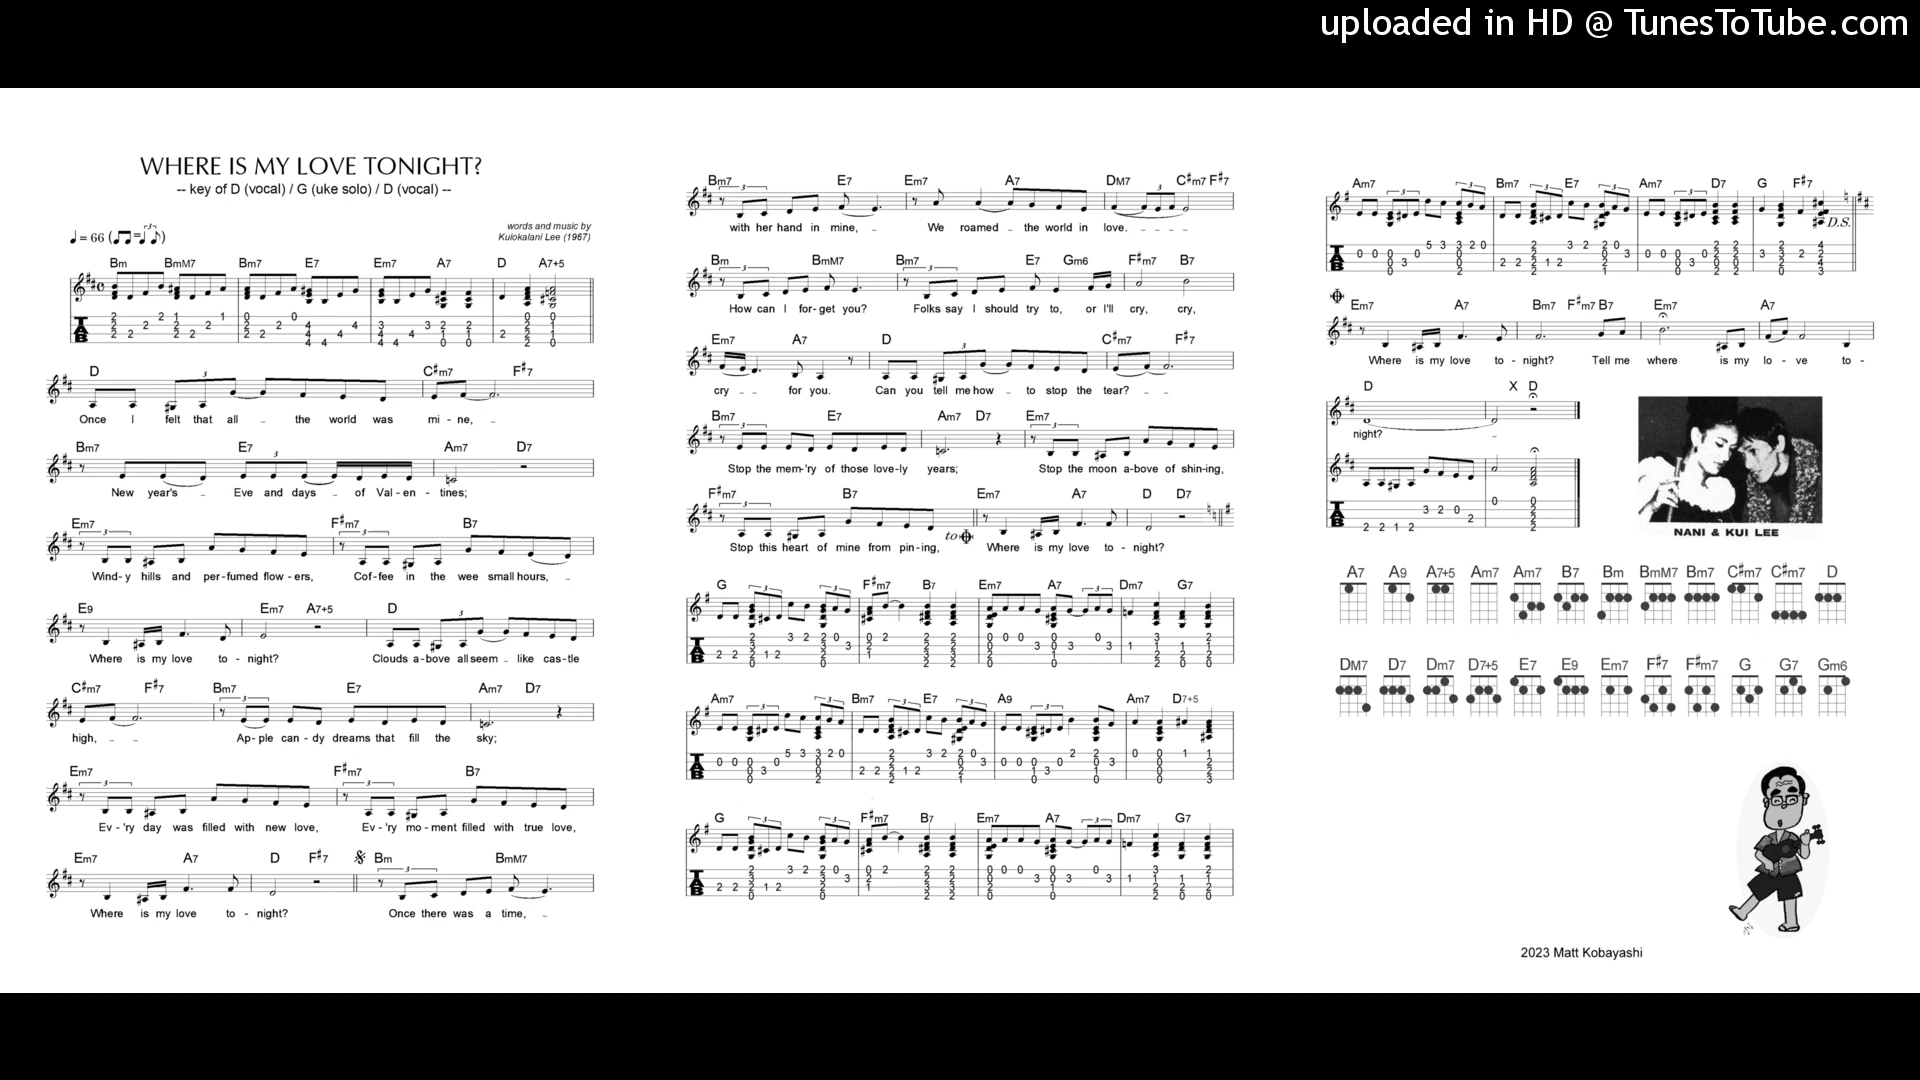 uploaded in HD @ TunesToTube.com
WHERE IS MY LOVE TONIGHT?
-- key of D (vocal) / G (uke solo) / D (vocal) --
♩ = 66
words and music by
Kuiokalani Lee (1967)
Bm BmM7 Bm7 E7 Em7 A7 D A7+5
D C#m7 F#7
Once I felt that all _ the world was mi - ne, _
Bm7 E7 Am7 D7
New year's _ Eve and days _ of Val - en - tines;
Em7 F#m7 B7
Wind-y hills and per-fumed flow-ers, Cof-fee in the wee small hours, _
E9 Em7 A7+5 D
Where is my love to - night? Clouds a-bove all seem _ like cas-tle
C#m7 F#7 Bm7 E7 Am7 D7
high, _ _ Ap-ple can-dy dreams that fill the sky;
Em7 F#m7 B7
Ev-'ry day was filled with new love, Ev-'ry mo-ment filled with true love,
Em7 A7 D F#7 Bm BmM7
Where is my love to - night? Once there was a time, _
Bm7 E7 Em7 A7 DM7 C#m7 F#7
with her hand in mine, _ We roamed _ the world in love. _ _ _ _
Bm BmM7 Bm7 E7 Gm6 F#m7 B7
How can I for-get you? Folks say I should try to, or I'll cry, cry,
Em7 A7 D C#m7 F#7
cry _ _ for you. Can you tell me how _ to stop the tear? _ _
Bm7 E7 Am7 D7 Em7
Stop the mem-'ry of those love-ly years; Stop the moon a-bove of shin-ing,
F#m7 B7 Em7 A7 D D7
to
Stop this heart of mine from pin-ing, Where is my love to - night?
G F#m7 B7 Em7 A7 Dm7 G7
Am7 Bm7 E7 A9 Am7 D7+5
G F#m7 B7 Em7 A7 Dm7 G7
Am7 Bm7 E7 Am7 D7 G F#7
D.S.
Em7 A7 Bm7 F#m7 B7 Em7 A7
Where is my love to - night? Tell me where is my lo - ve to -
D X D
night? _
NANI & KUI LEE
A7 A9 A7+5 Am7 Am7 B7 Bm BmM7 Bm7 C#m7 C#m7 D
DM7 D7 Dm7 D7+5 E7 E9 Em7 F#7 F#m7 G G7 Gm6
2023 Matt Kobayashi